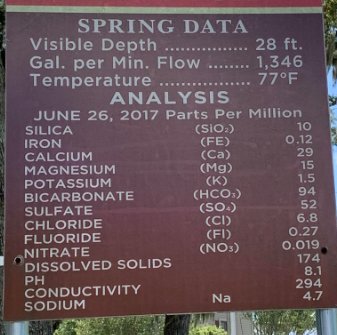 SPRING DATA
Visible Depth ................ 28 ft.
Gal. per Min. Flow ........ 1,346
Temperature ................. 77°F
ANALYSIS
JUNE 26, 2017 Parts Per Million
SILICA (SiO₂) 10
IRON (FE) 0.12
CALCIUM (Ca) 29
MAGNESIUM (Mg) 15
POTASSIUM (K) 1.5
BICARBONATE (HCO₃) 94
SULFATE (SO₄) 52
CHLORIDE (Cl) 6.8
FLUORIDE (Fl) 0.27
NITRATE (NO₃) 0.019
DISSOLVED SOLIDS 174
PH 8.1
CONDUCTIVITY 294
SODIUM Na 4.7